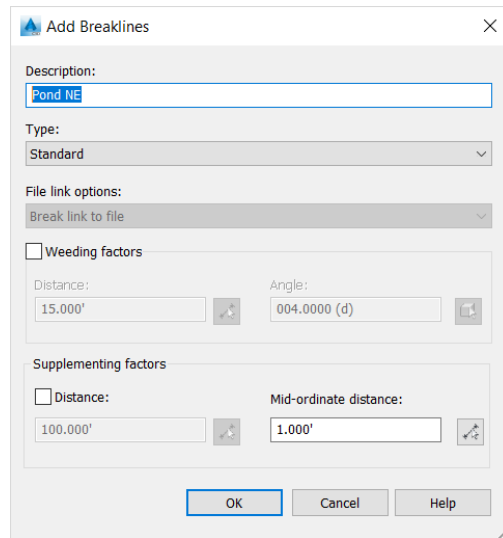 Add Breaklines
Description:
Pond NE
Type:
Standard
File link options:
Break link to file
Weeding factors
Distance: Angle:
15.000' 004.0000 (d)
Supplementing factors
Distance: Mid-ordinate distance:
100.000' 1.000'
OK Cancel Help